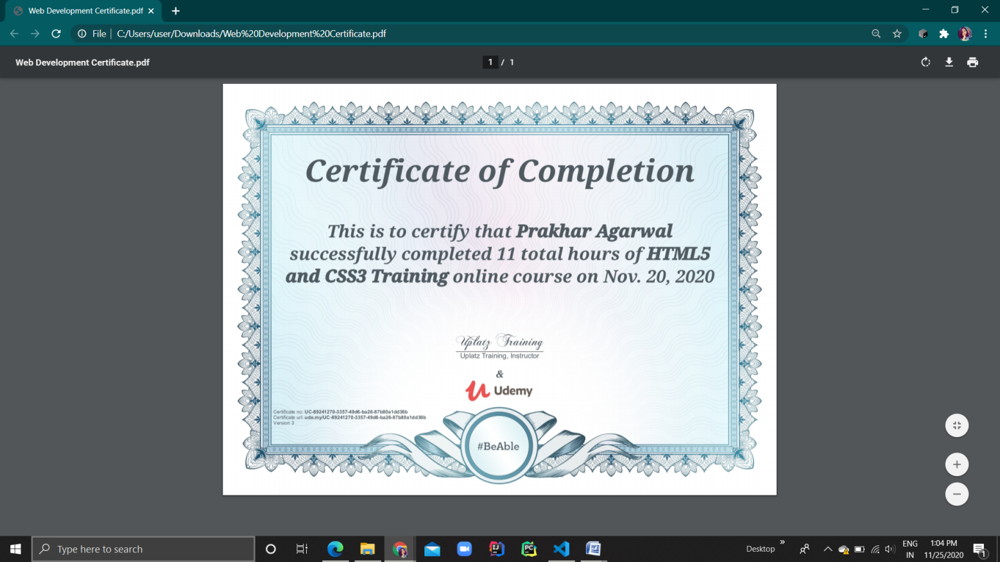 Web Development Certificate.pdf
File
C:/Users/user/Downloads/Web%20Development%20Certificate.pdf
Web Development Certificate.pdf
1 / 1
Certificate of Completion
This is to certify that Prakhar Agarwal
successfully completed 11 total hours of HTML5
and CSS3 Training online course on Nov. 20, 2020
Uplatz Training
Uplatz Training, Instructor
&
Udemy
Certificate no: UC-89241270-3357-49d6-ba26-87b80a1dd36b
Certificate url: ude.my/UC-89241270-3357-49d6-ba26-87b80a1dd36b
Version 3
#BeAble
Type here to search
IJ
PC
Desktop
ENG
IN
1:04 PM
11/25/2020
1